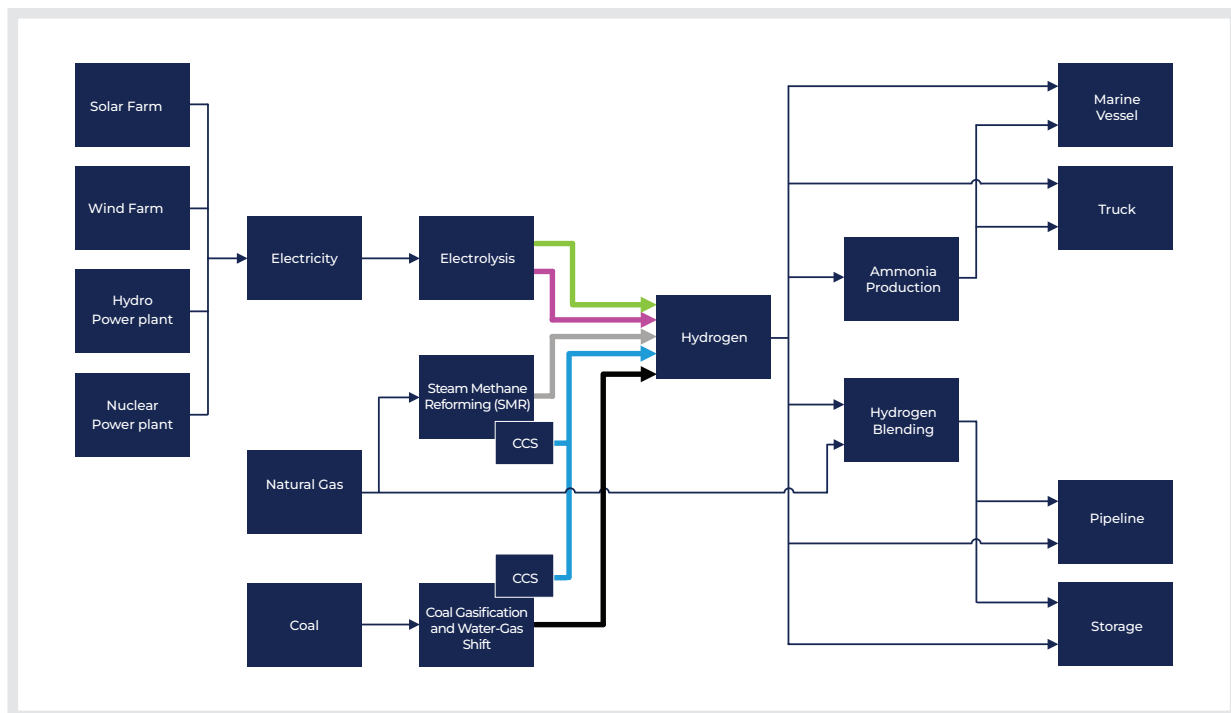 Solar Farm
Wind Farm
Hydro
Power plant
Nuclear
Power plant
Electricity
Natural Gas
Coal
Electrolysis
Steam Methane
Reforming (SMR)
CCS
CCS
Coal Gasification
and Water-Gas
Shift
Hydrogen
Ammonia
Production
Hydrogen
Blending
Marine
Vessel
Truck
Pipeline
Storage